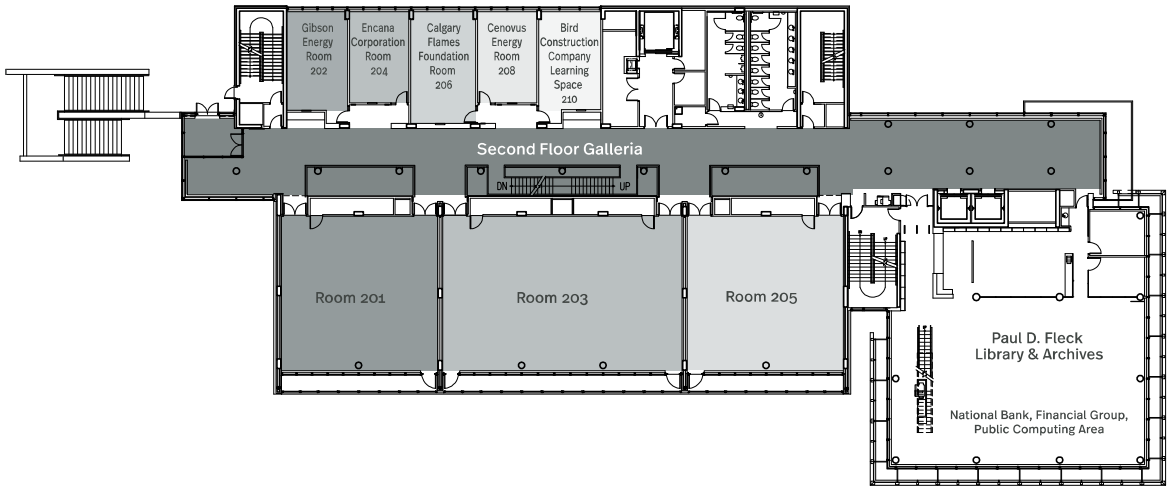 Gibson
Energy
Room
202
Encana
Corporation
Room
204
Calgary
Flames
Foundation
Room
206
Cenovus
Energy
Room
208
Bird
Construction
Company
Learning
Space
210
Second Floor Galleria
DN
UP
Room 201
Room 203
Room 205
Paul D. Fleck
Library & Archives
National Bank, Financial Group,
Public Computing Area